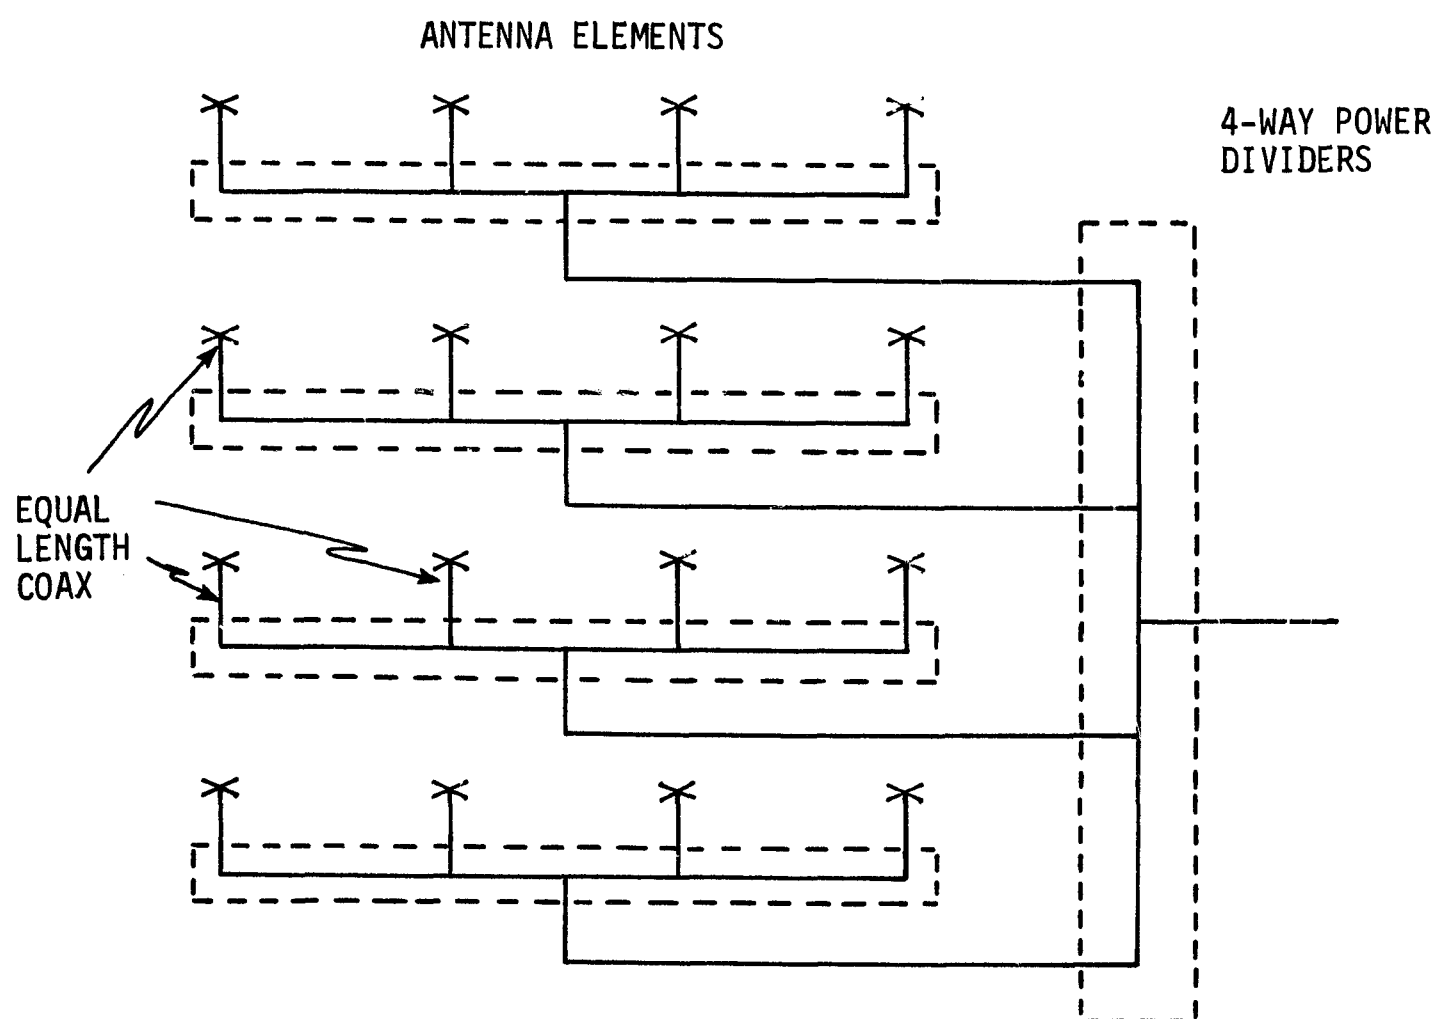 ANTENNA ELEMENTS
4-WAY POWER
DIVIDERS
EQUAL
LENGTH
COAX